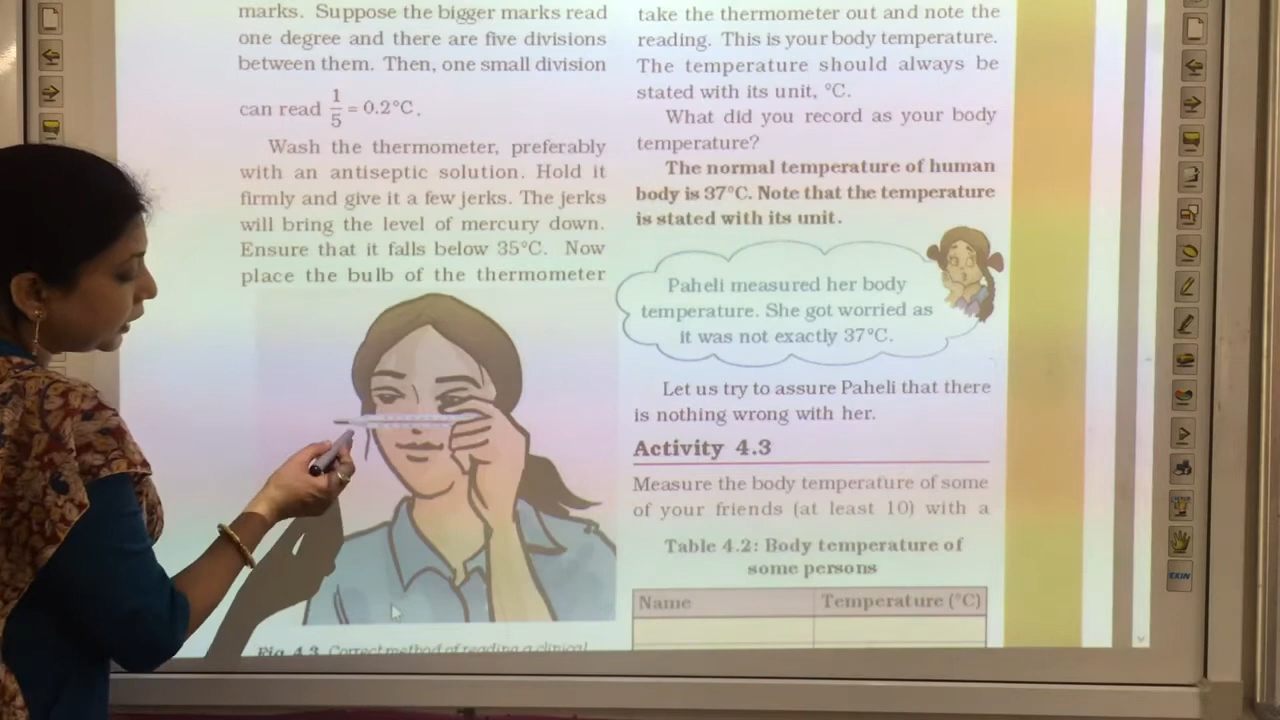 marks. Suppose the bigger marks read
one degree and there are five divisions
between them. Then, one small division
can read 1/5 = 0.2°C.
Wash the thermometer, preferably
with an antiseptic solution. Hold it
firmly and give it a few jerks. The jerks
will bring the level of mercury down.
Ensure that it falls below 35°C. Now
place the bulb of the thermometer
Fig. 4.3 Correct method of reading a clinical
take the thermometer out and note the
reading. This is your body temperature.
The temperature should always be
stated with its unit, °C.
What did you record as your body
temperature?
The normal temperature of human
body is 37°C. Note that the temperature
is stated with its unit.
Paheli measured her body
temperature. She got worried as
it was not exactly 37°C.
Let us try to assure Paheli that there
is nothing wrong with her.
Activity 4.3
Measure the body temperature of some
of your friends (at least 10) with a
Table 4.2: Body temperature of
some persons
Name Temperature (°C)